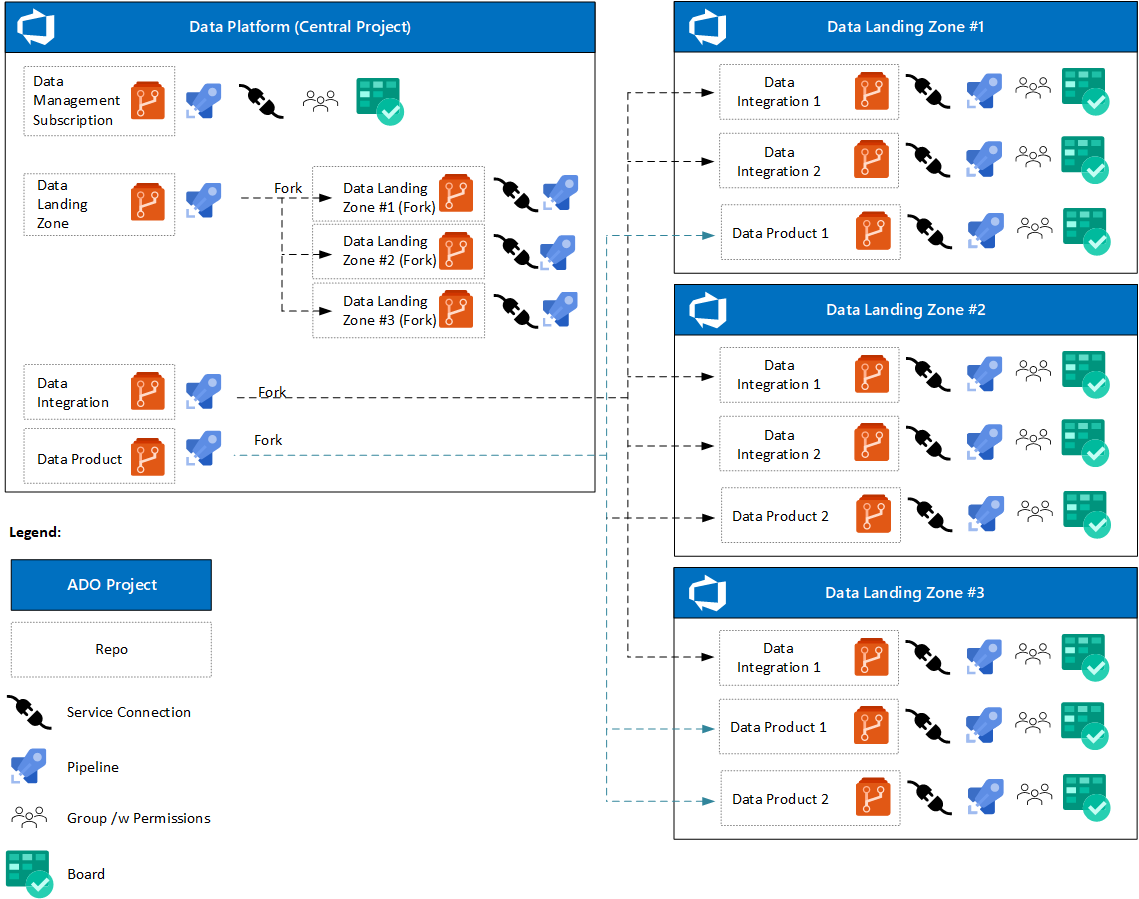 Data Platform (Central Project)
Data
Management
Subscription
Data
Landing
Zone
Fork
Data Landing
Zone #1 (Fork)
Data Landing
Zone #2 (Fork)
Data Landing
Zone #3 (Fork)
Data
Integration
Fork
Data Product
Fork
Data Landing Zone #1
Data
Integration 1
Data
Integration 2
Data Product 1
Data Landing Zone #2
Data
Integration 1
Data
Integration 2
Data Product 2
Data Landing Zone #3
Data
Integration 1
Data Product 1
Data Product 2
Legend:
ADO Project
Repo
Service Connection
Pipeline
Group /w Permissions
Board